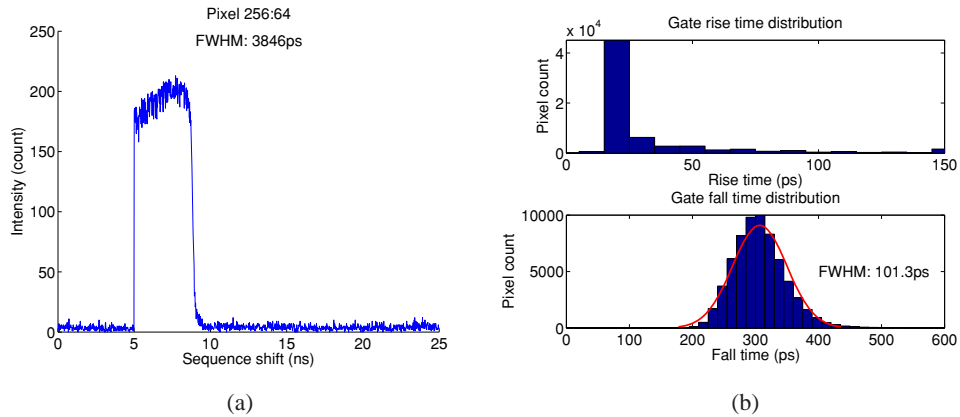 Pixel 256:64
FWHM: 3846ps
250
200
150
100
50
0
Intensity (count)
0 5 10 15 20 25
Sequence shift (ns)
(a)
Gate rise time distribution
x 10^4
4
2
0
Pixel count
0 50 100 150
Rise time (ps)
Gate fall time distribution
10000
5000
0
Pixel count
FWHM: 101.3ps
0 100 200 300 400 500 600
Fall time (ps)
(b)